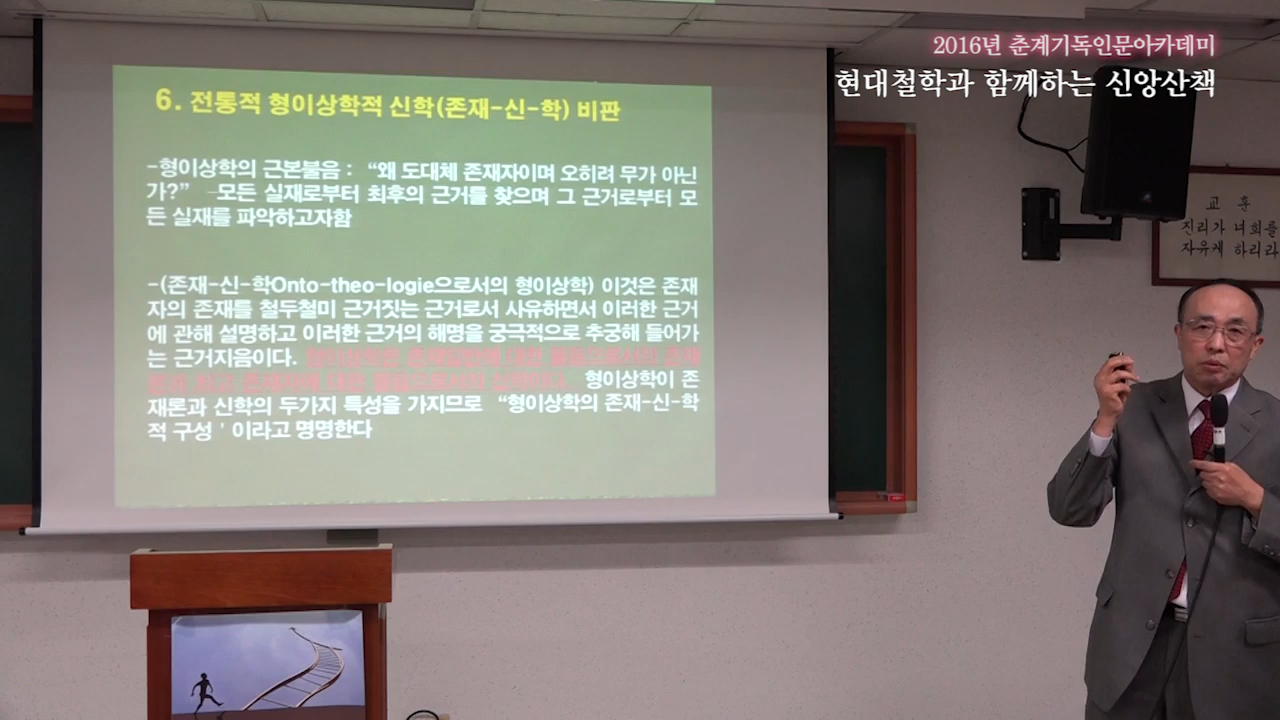 2016년 춘계기독인문아카데미
현대철학과 함께하는 신앙산책
6. 전통적 형이상학적 신학(존재-신-학) 비판
-형이상학의 근본불음 : “왜 도대체 존재자이며 오히려 무가 아닌
가?” -모든 실재로부터 최후의 근거를 찾으며 그 근거로부터 모
든 실재를 파악하고자함
-(존재-신-학Onto-theo-logie으로서의 형이상학) 이것은 존재
자의 존재를 철두철미 근거짓는 근거로서 사유하면서 이러한 근거
에 관해 설명하고 이러한 근거의 해명을 궁극적으로 추궁해 들어가
는 근거지음이다. 형이상학은
형이상학이 존
재론과 신학의 두가지 특성을 가지므로 “형이상학의 존재-신-학
적 구성 ' 이라고 명명한다
교 훈
진리가 너희를
자유케 하리라